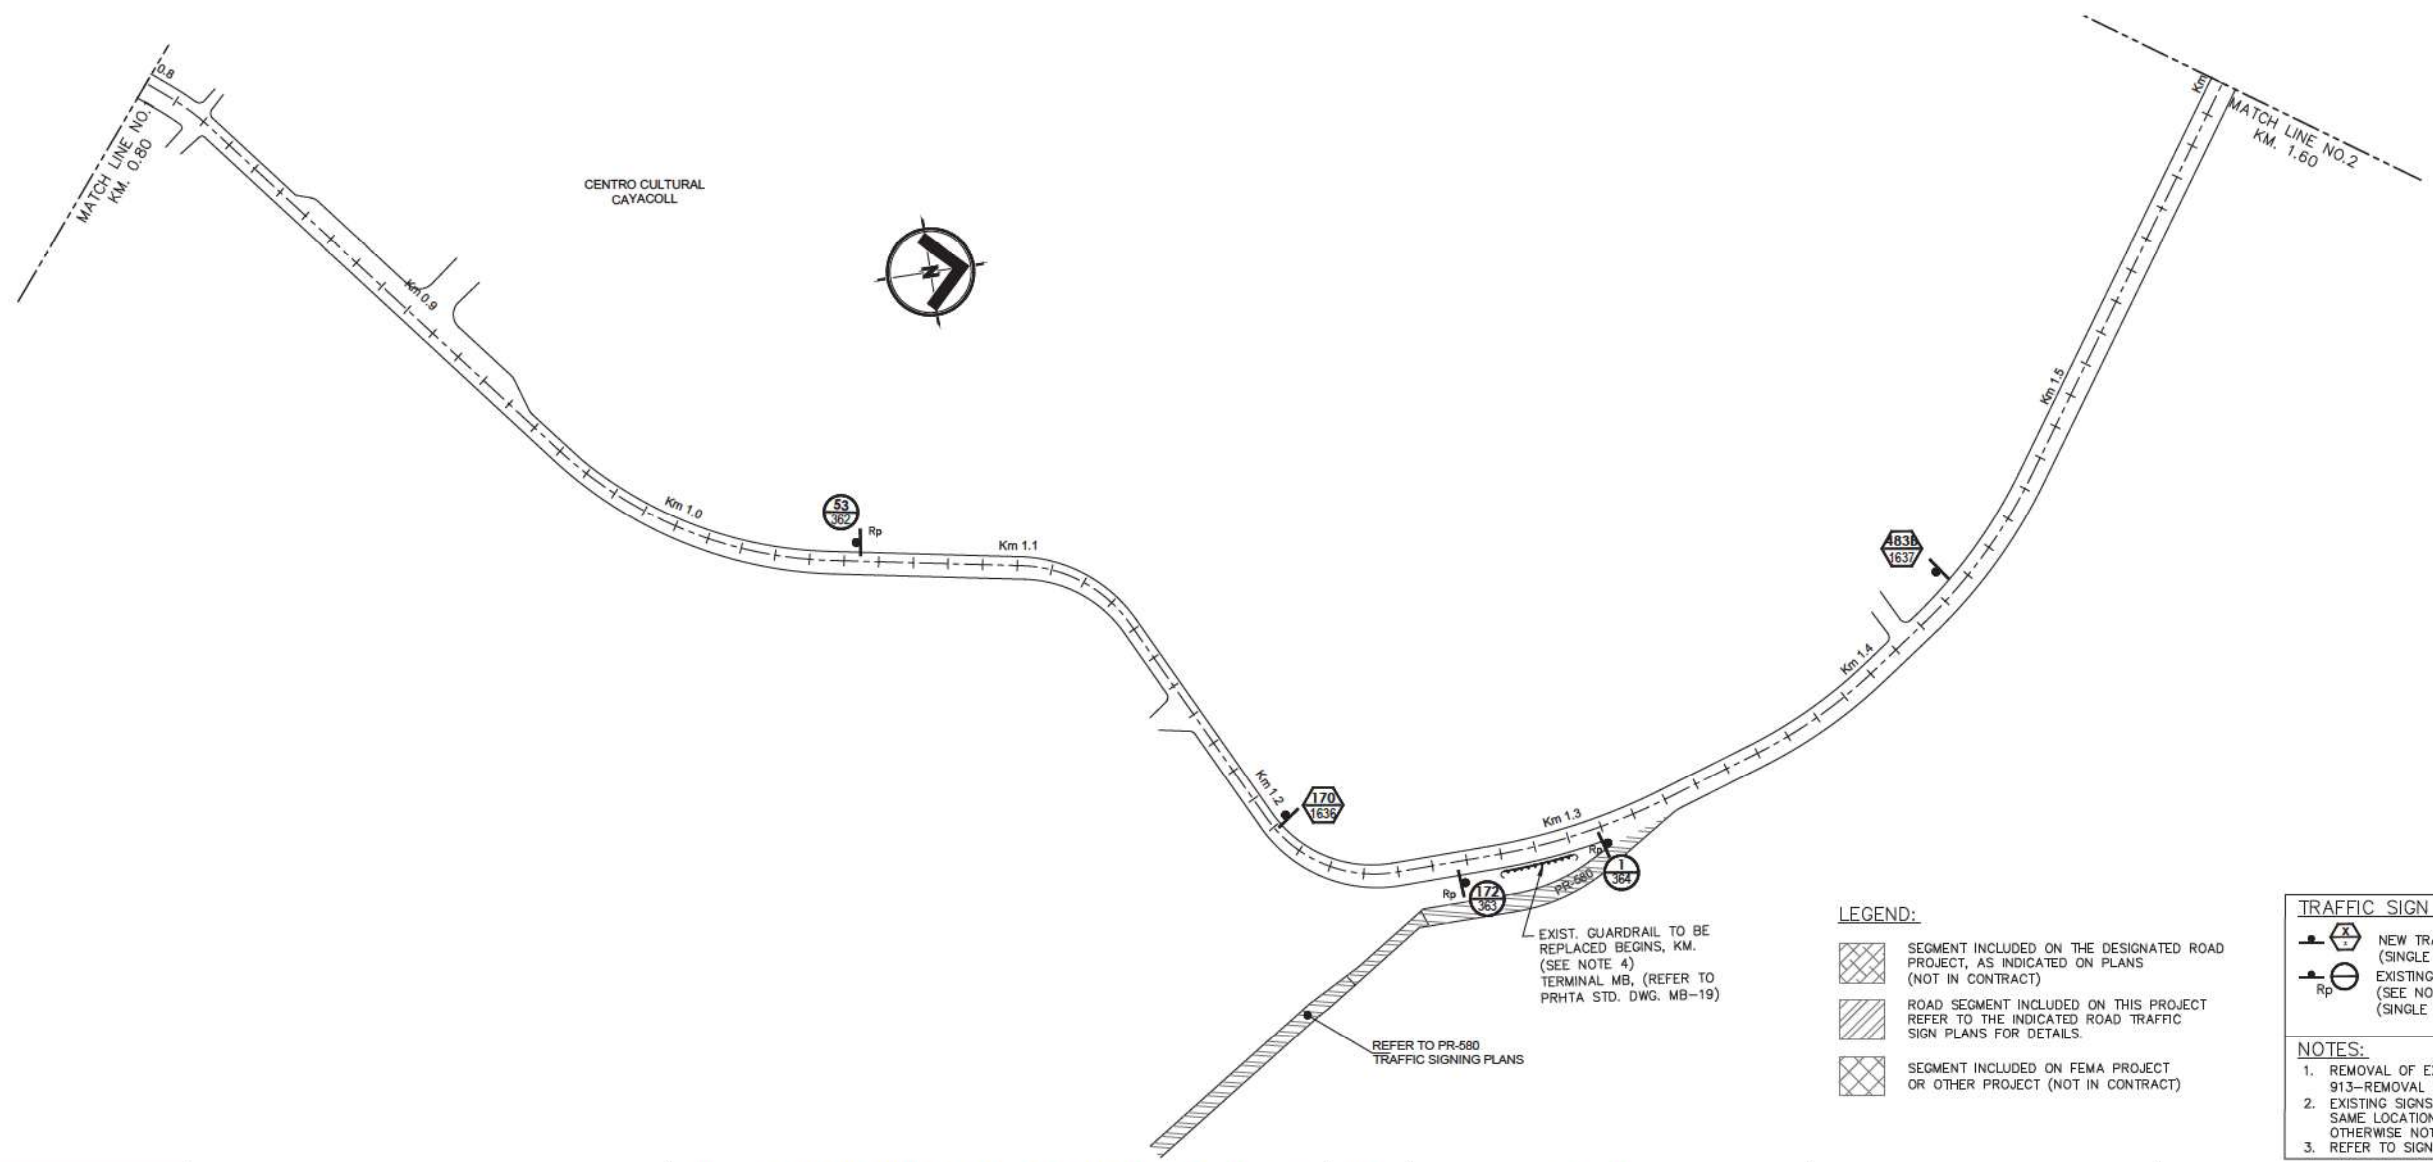 0.8
MATCH LINE NO.1
KM. 0.80
CENTRO CULTURAL
CAYACOLL
N
Km 0.9
Km 1.0
53
362
Rp
Km 1.1
Km 1.2
170
1636
Km 1.3
Rp
172
363
Rp
1
364
PR-580
EXIST. GUARDRAIL TO BE
REPLACED BEGINS, KM.
(SEE NOTE 4)
TERMINAL MB, (REFER TO
PRHTA STD. DWG. MB-19)
REFER TO PR-580
TRAFFIC SIGNING PLANS
Km 1.4
483B
1637
Km 1.5
Km
MATCH LINE NO.2
KM. 1.60
LEGEND:
SEGMENT INCLUDED ON THE DESIGNATED ROAD
PROJECT, AS INDICATED ON PLANS
(NOT IN CONTRACT)
ROAD SEGMENT INCLUDED ON THIS PROJECT
REFER TO THE INDICATED ROAD TRAFFIC
SIGN PLANS FOR DETAILS.
SEGMENT INCLUDED ON FEMA PROJECT
OR OTHER PROJECT (NOT IN CONTRACT)
TRAFFIC SIGN
X
NEW TR
(SINGLE
Rp
EXISTING
(SEE NO
(SINGLE
NOTES:
1. REMOVAL OF E
913-REMOVAL
2. EXISTING SIGNS
SAME LOCATION
OTHERWISE NO
3. REFER TO SIGN